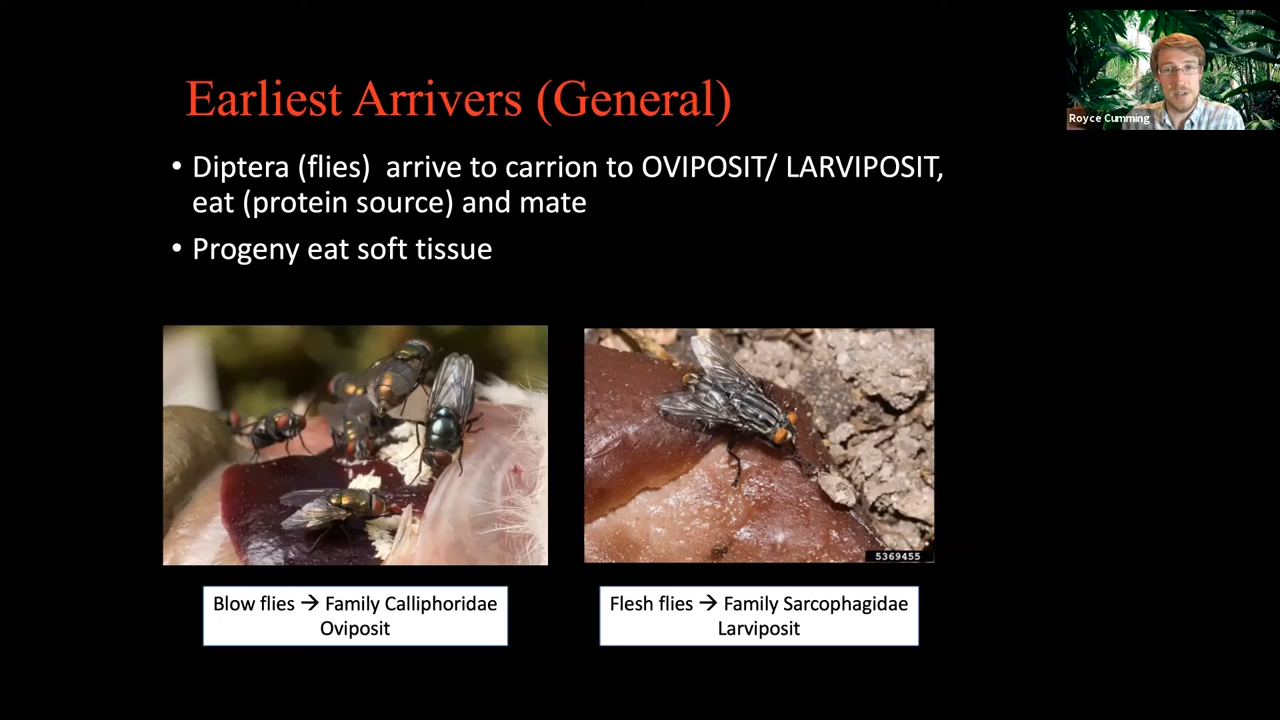 Earliest Arrivers (General)
Royce Cumming
• Diptera (flies) arrive to carrion to OVIPOSIT/ LARVIPOSIT,
eat (protein source) and mate
• Progeny eat soft tissue
5369455
Blow flies → Family Calliphoridae
Oviposit
Flesh flies → Family Sarcophagidae
Larviposit